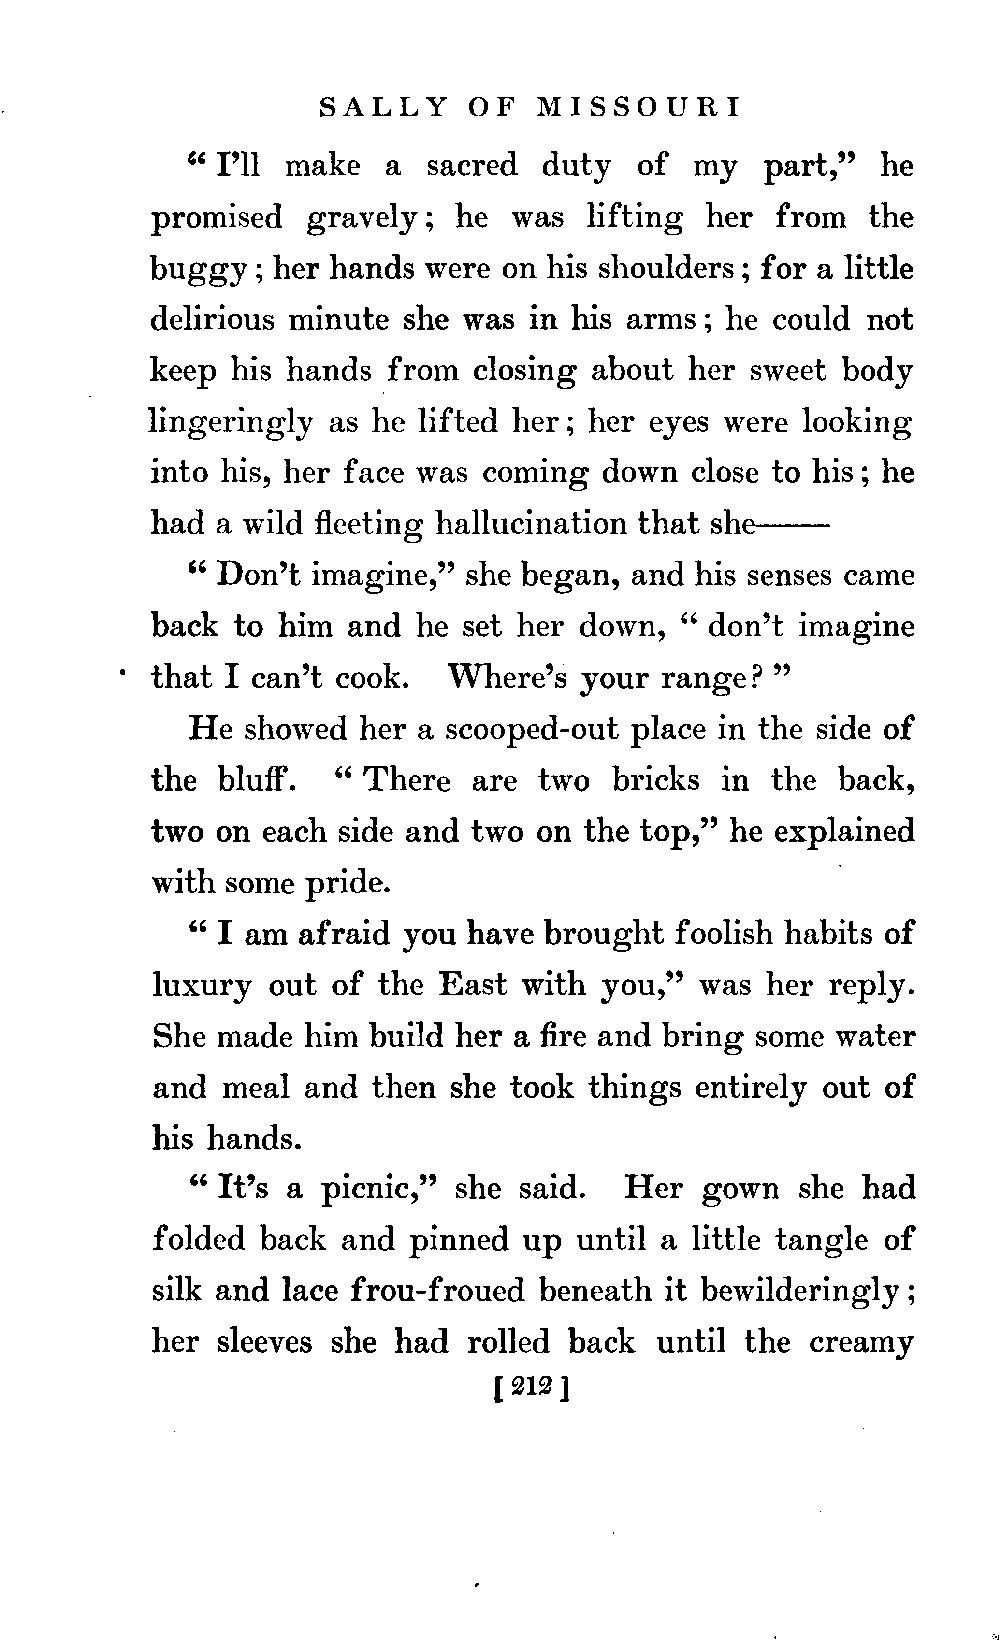 SALLY OF MISSOURI
“ I’ll make a sacred duty of my part,” he
promised gravely; he was lifting her from the
buggy; her hands were on his shoulders; for a little
delirious minute she was in his arms; he could not
keep his hands from closing about her sweet body
lingeringly as he lifted her; her eyes were looking
into his, her face was coming down close to his; he
had a wild fleeting hallucination that she——
“ Don’t imagine,” she began, and his senses came
back to him and he set her down, “ don’t imagine
that I can’t cook. Where’s your range? ”
He showed her a scooped-out place in the side of
the bluff. “ There are two bricks in the back,
two on each side and two on the top,” he explained
with some pride.
“ I am afraid you have brought foolish habits of
luxury out of the East with you,” was her reply.
She made him build her a fire and bring some water
and meal and then she took things entirely out of
his hands.
“ It’s a picnic,” she said. Her gown she had
folded back and pinned up until a little tangle of
silk and lace frou-froued beneath it bewilderingly;
her sleeves she had rolled back until the creamy
[ 212 ]